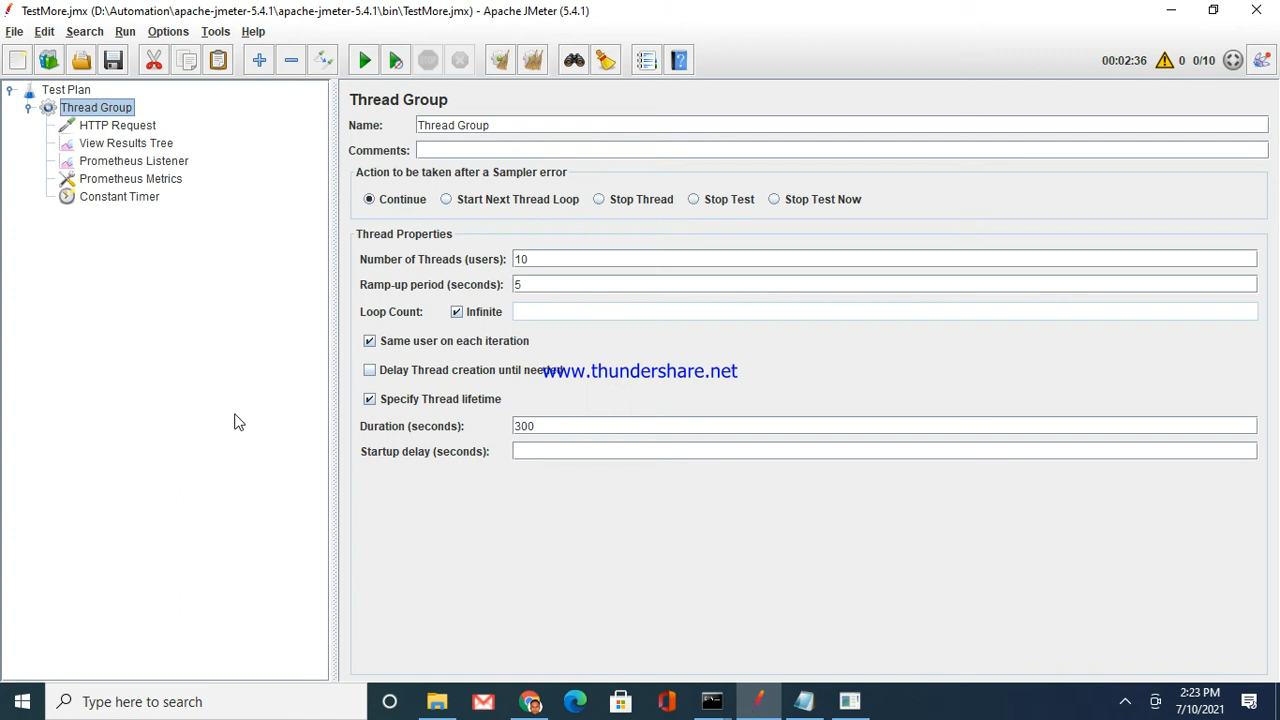 TestMore.jmx (D:\Automation\apache-jmeter-5.4.1\apache-jmeter-5.4.1\bin\TestMore.jmx) - Apache JMeter (5.4.1)
File Edit Search Run Options Tools Help
00:02:36 0 0/10
Test Plan
Thread Group
HTTP Request
View Results Tree
Prometheus Listener
Prometheus Metrics
Constant Timer
Thread Group
Name: Thread Group
Comments:
Action to be taken after a Sampler error
Continue Start Next Thread Loop Stop Thread Stop Test Stop Test Now
Thread Properties
Number of Threads (users): 10
Ramp-up period (seconds): 5
Loop Count: Infinite
Same user on each iteration
Delay Thread creation until needed
www.thundershare.net
Specify Thread lifetime
Duration (seconds): 300
Startup delay (seconds):
Type here to search
2:23 PM
7/10/2021